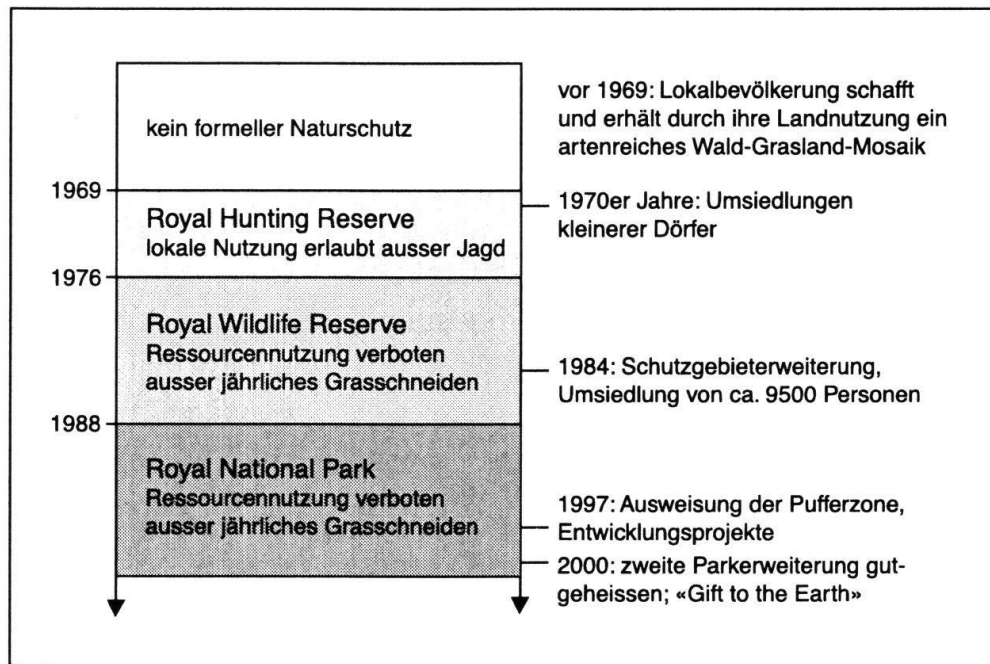 kein formeller Naturschutz
vor 1969: Lokalbevölkerung schafft
und erhält durch ihre Landnutzung ein
artenreiches Wald-Grasland-Mosaik
1969
Royal Hunting Reserve
lokale Nutzung erlaubt ausser Jagd
1970er Jahre: Umsiedlungen
kleinerer Dörfer
1976
Royal Wildlife Reserve
Ressourcennutzung verboten
ausser jährliches Grasschneiden
1984: Schutzgebieterweiterung,
Umsiedlung von ca. 9500 Personen
1988
Royal National Park
Ressourcennutzung verboten
ausser jährliches Grasschneiden
1997: Ausweisung der Pufferzone,
Entwicklungsprojekte
2000: zweite Parkerweiterung gut-
geheissen; «Gift to the Earth»